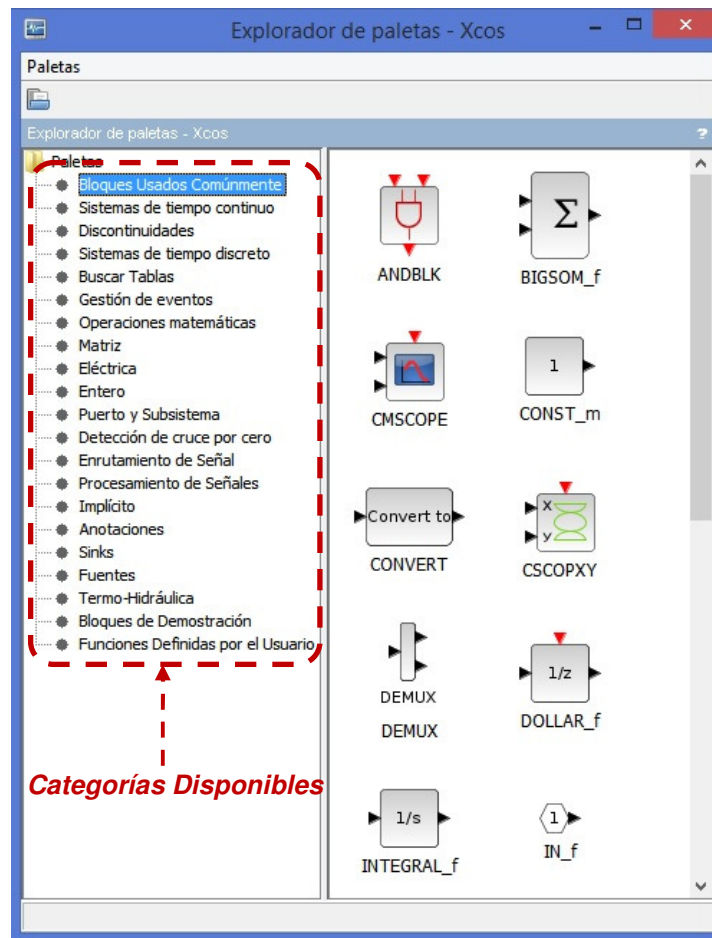 Explorador de paletas - Xcos
Paletas
Explorador de paletas - Xcos
?
Paletas
Bloques Usados Comúnmente
Sistemas de tiempo continuo
Discontinuidades
Sistemas de tiempo discreto
Buscar Tablas
Gestión de eventos
Operaciones matemáticas
Matriz
Eléctrica
Entero
Puerto y Subsistema
Detección de cruce por cero
Enrutamiento de Señal
Procesamiento de Señales
Implícito
Anotaciones
Sinks
Fuentes
Termo-Hidráulica
Bloques de Demostración
Funciones Definidas por el Usuario
Categorías Disponibles
Σ
ANDBLK
BIGSOM_f
1
CMSCOPE
CONST_m
Convert to
X
y
CONVERT
CSCOPXY
1/z
DEMUX
DEMUX
DOLLAR_f
1/s
1
INTEGRAL_f
IN_f